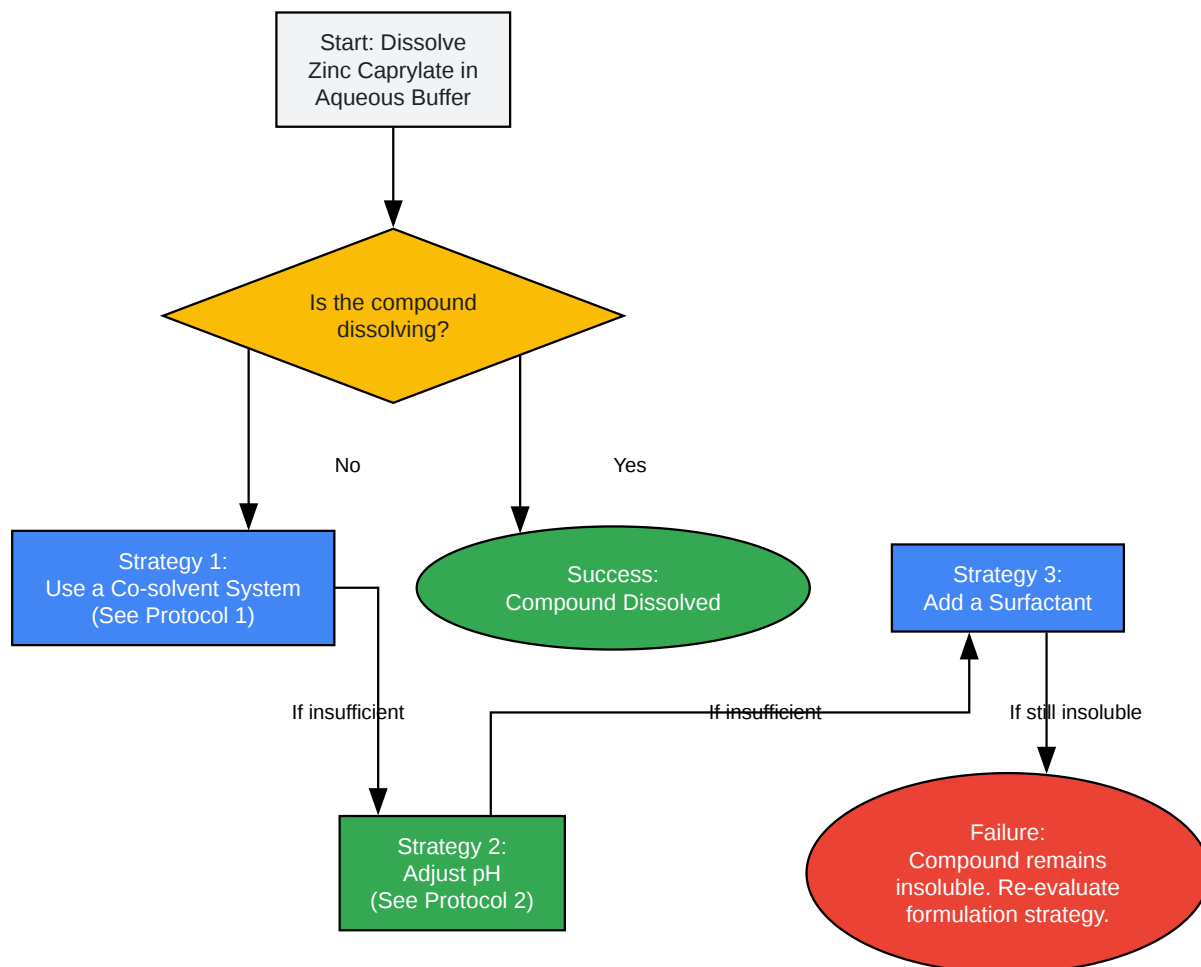 Start: Dissolve
Zinc Caprylate in
Aqueous Buffer
Is the compound
dissolving?
No
Yes
Strategy 1:
Use a Co-solvent System
(See Protocol 1)
Success:
Compound Dissolved
Strategy 3:
Add a Surfactant
If insufficient
If insufficient
If still insoluble
Strategy 2:
Adjust pH
(See Protocol 2)
Failure:
Compound remains
insoluble. Re-evaluate
formulation strategy.